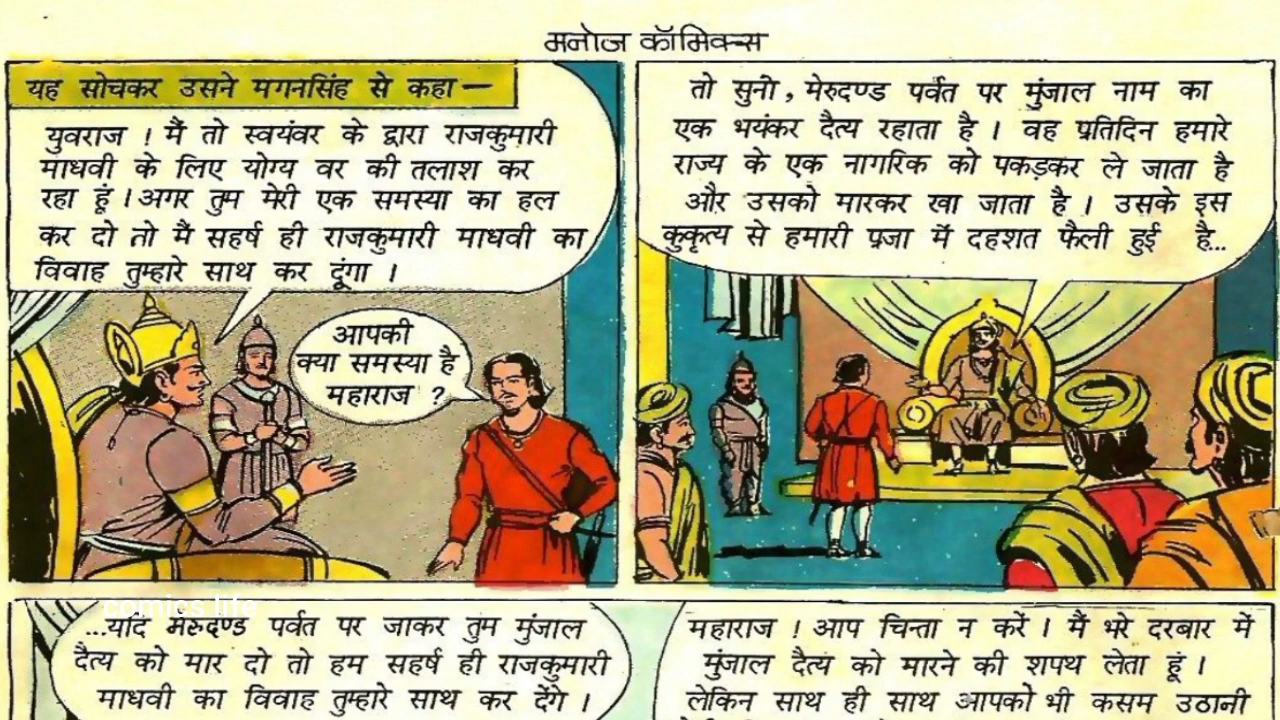 मनोज कॉमिक्स
यह सोचकर उसने मगनसिंह से कहा —
युवराज ! मैं तो स्वयंवर के द्वारा राजकुमारी
माधवी के लिए योग्य वर की तलाश कर
रहा हूं । अगर तुम मेरी एक समस्या का हल
कर दो तो मैं सहर्ष ही राजकुमारी माधवी का
विवाह तुम्हारे साथ कर दूंगा ।
आपकी
क्या समस्या है
महाराज ?
तो सुनो, मेरुदण्ड पर्वत पर मुंजाल नाम का
एक भयंकर दैत्य रहाता है । वह प्रतिदिन हमारे
राज्य के एक नागरिक को पकड़कर ले जाता है
और उसको मारकर खा जाता है । उसके इस
कुकृत्य से हमारी प्रजा में दहशत फैली हुई है...
comics life
...यदि मेरुदण्ड पर्वत पर जाकर तुम मुंजाल
दैत्य को मार दो तो हम सहर्ष ही राजकुमारी
माधवी का विवाह तुम्हारे साथ कर देंगे ।
महाराज ! आप चिन्ता न करें । मैं भरे दरबार में
मुंजाल दैत्य को मारने की शपथ लेता हूं ।
लेकिन साथ ही साथ आपको भी कसम उठानी